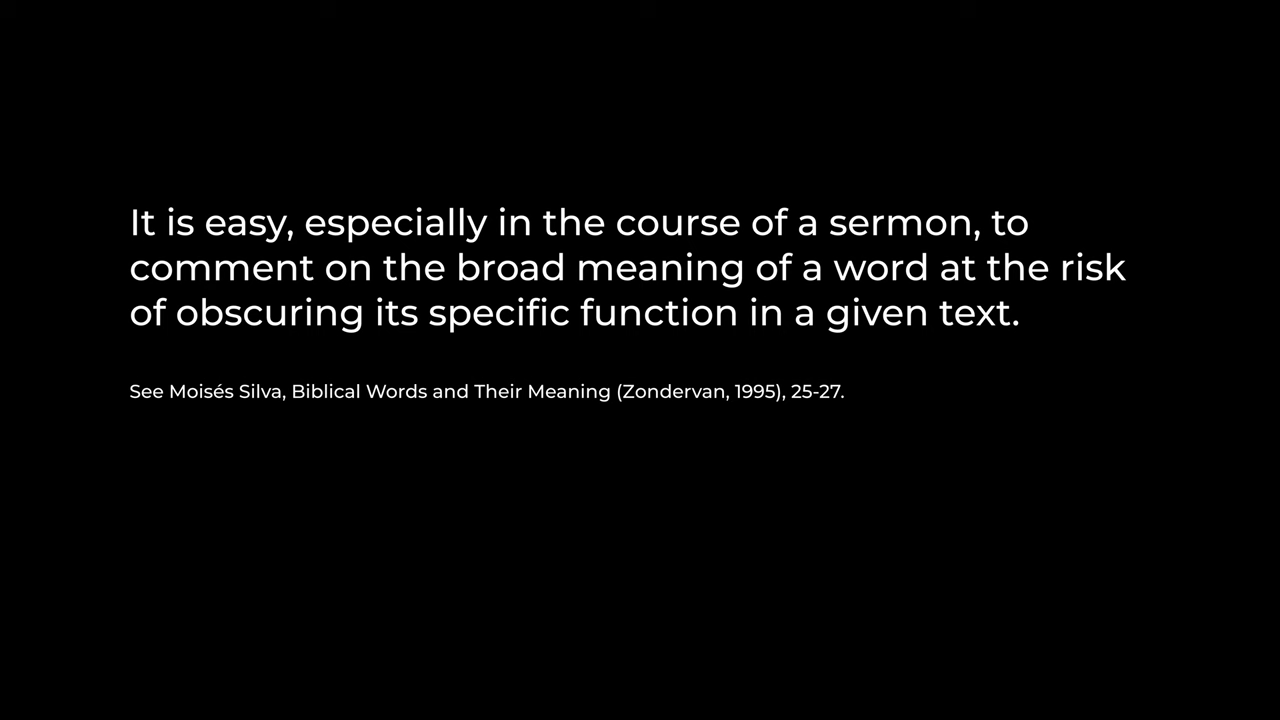 It is easy, especially in the course of a sermon, to
comment on the broad meaning of a word at the risk
of obscuring its specific function in a given text.
See Moisés Silva, Biblical Words and Their Meaning (Zondervan, 1995), 25-27.